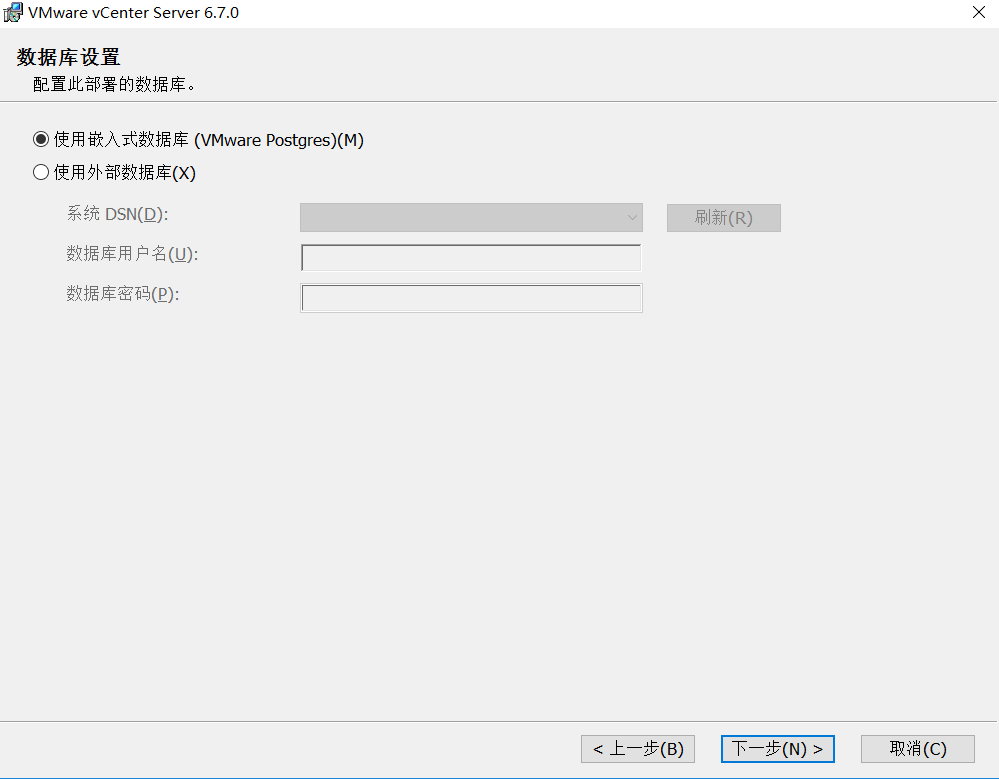 VMware vCenter Server 6.7.0
数据库设置
配置此部署的数据库。
使用嵌入式数据库 (VMware Postgres)(M)
使用外部数据库(X)
系统 DSN(D):
刷新(R)
数据库用户名(U):
数据库密码(P):
< 上一步(B)
下一步(N) >
取消(C)